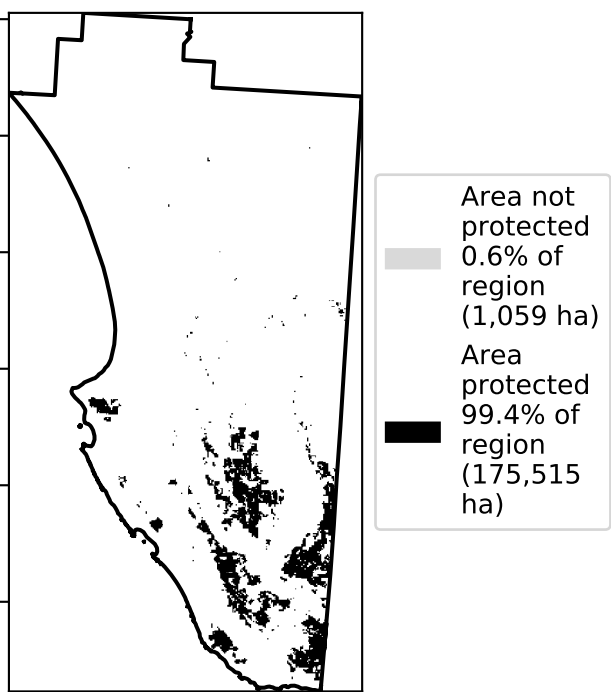 Area not
protected
0.6% of
region
(1,059 ha)
Area
protected
99.4% of
region
(175,515
ha)